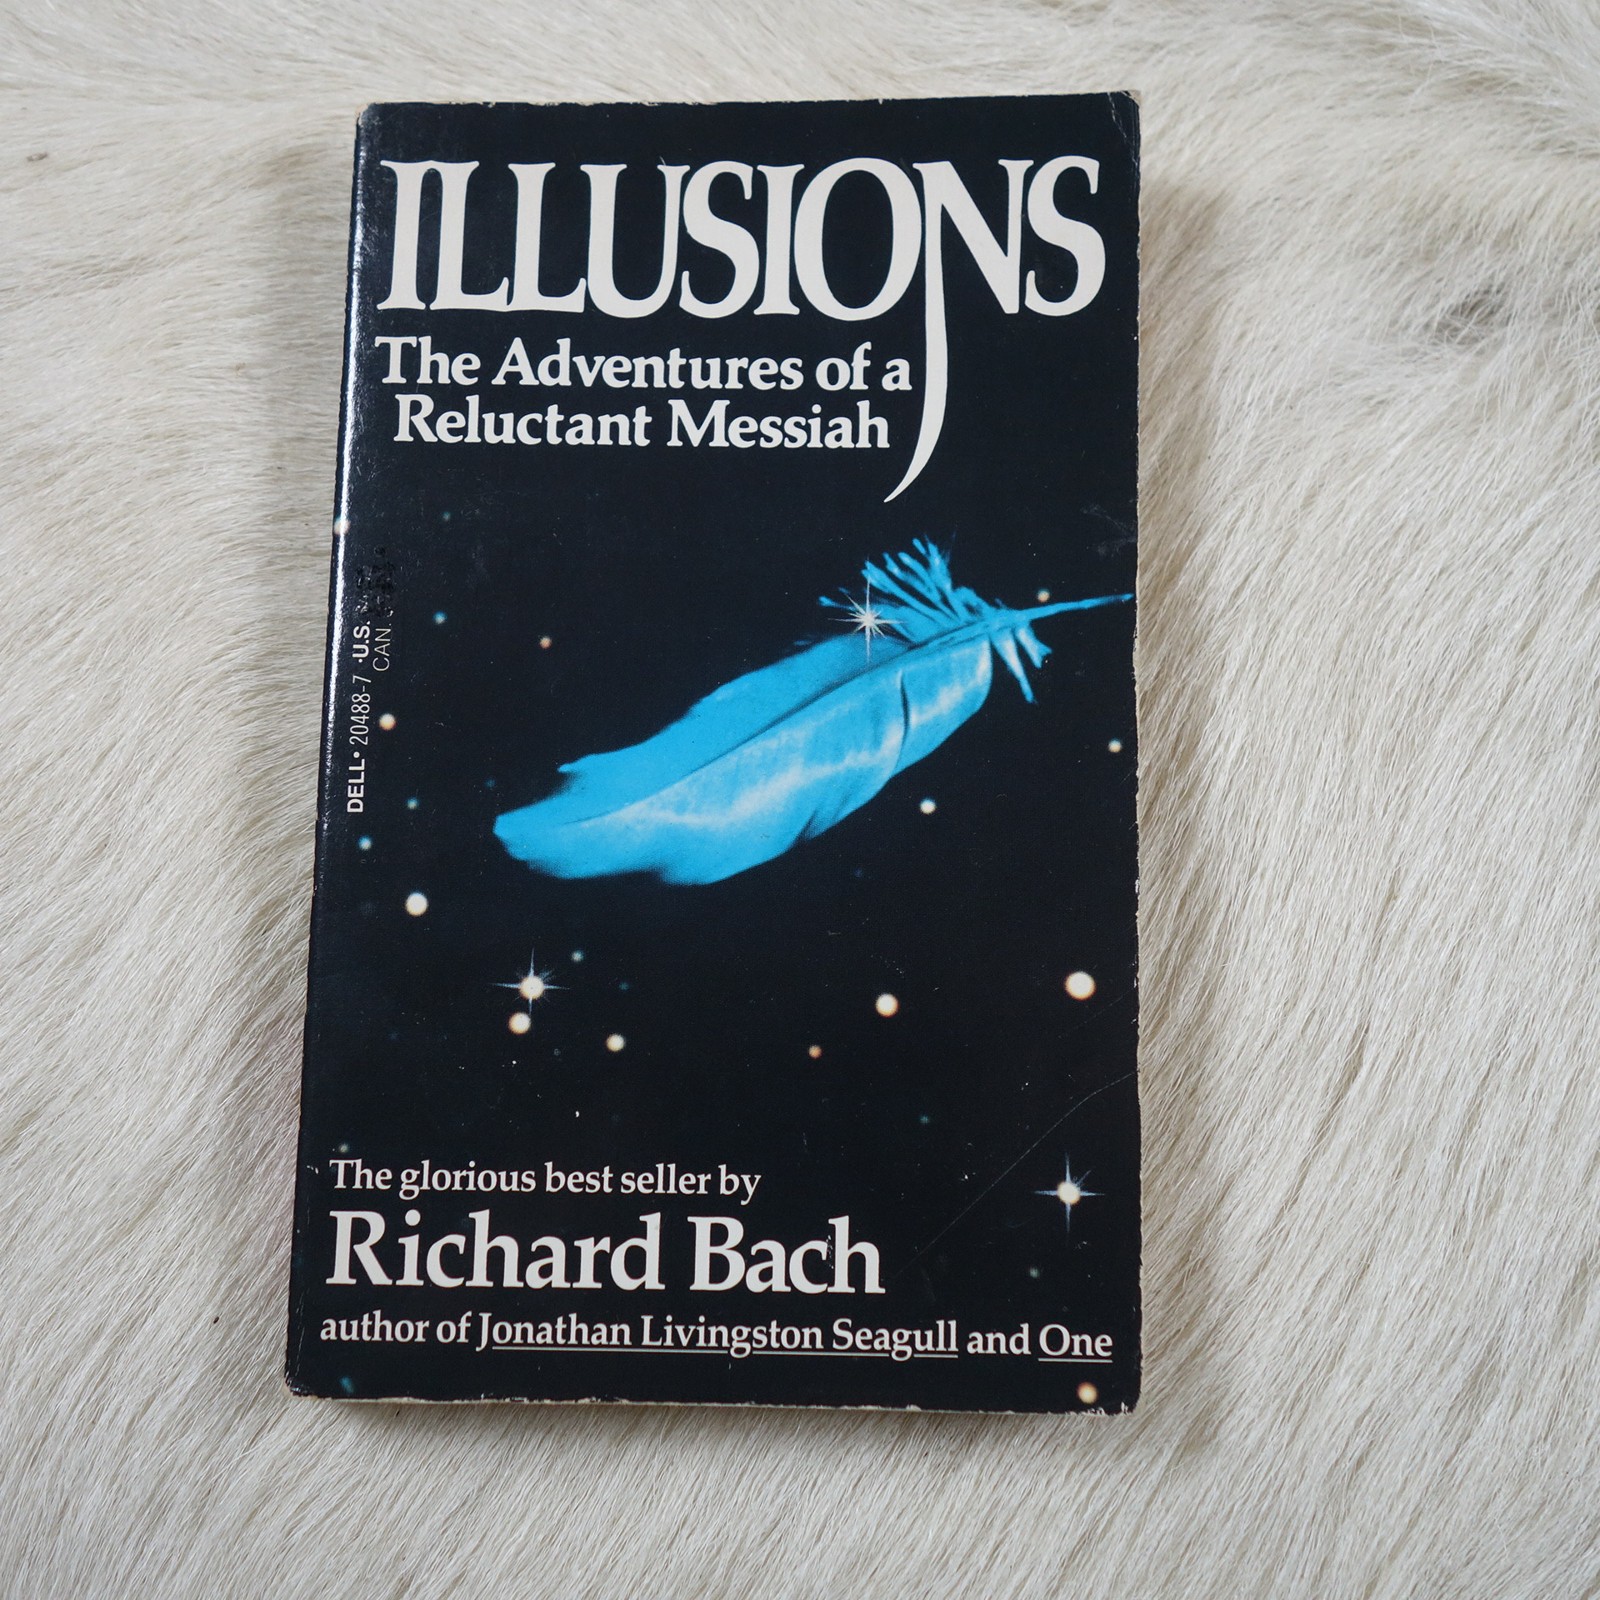 ILLUSIONS
The Adventures of a
Reluctant Messiah
DELL • 20488-7 • U.S.
CAN.
The glorious best seller by
Richard Bach
author of Jonathan Livingston Seagull and One